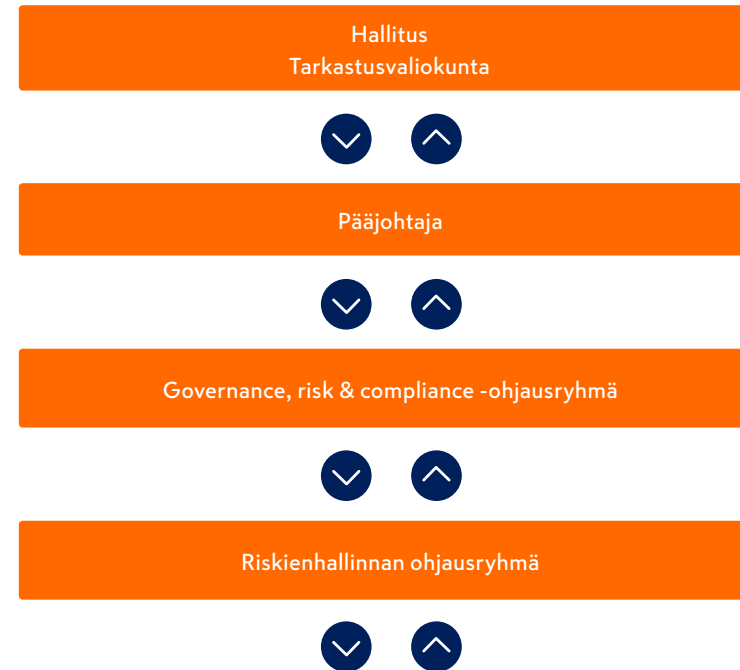 Hallitus
Tarkastusvaliokunta
Pääjohtaja
Governance, risk & compliance -ohjausryhmä
Riskienhallinnan ohjausryhmä